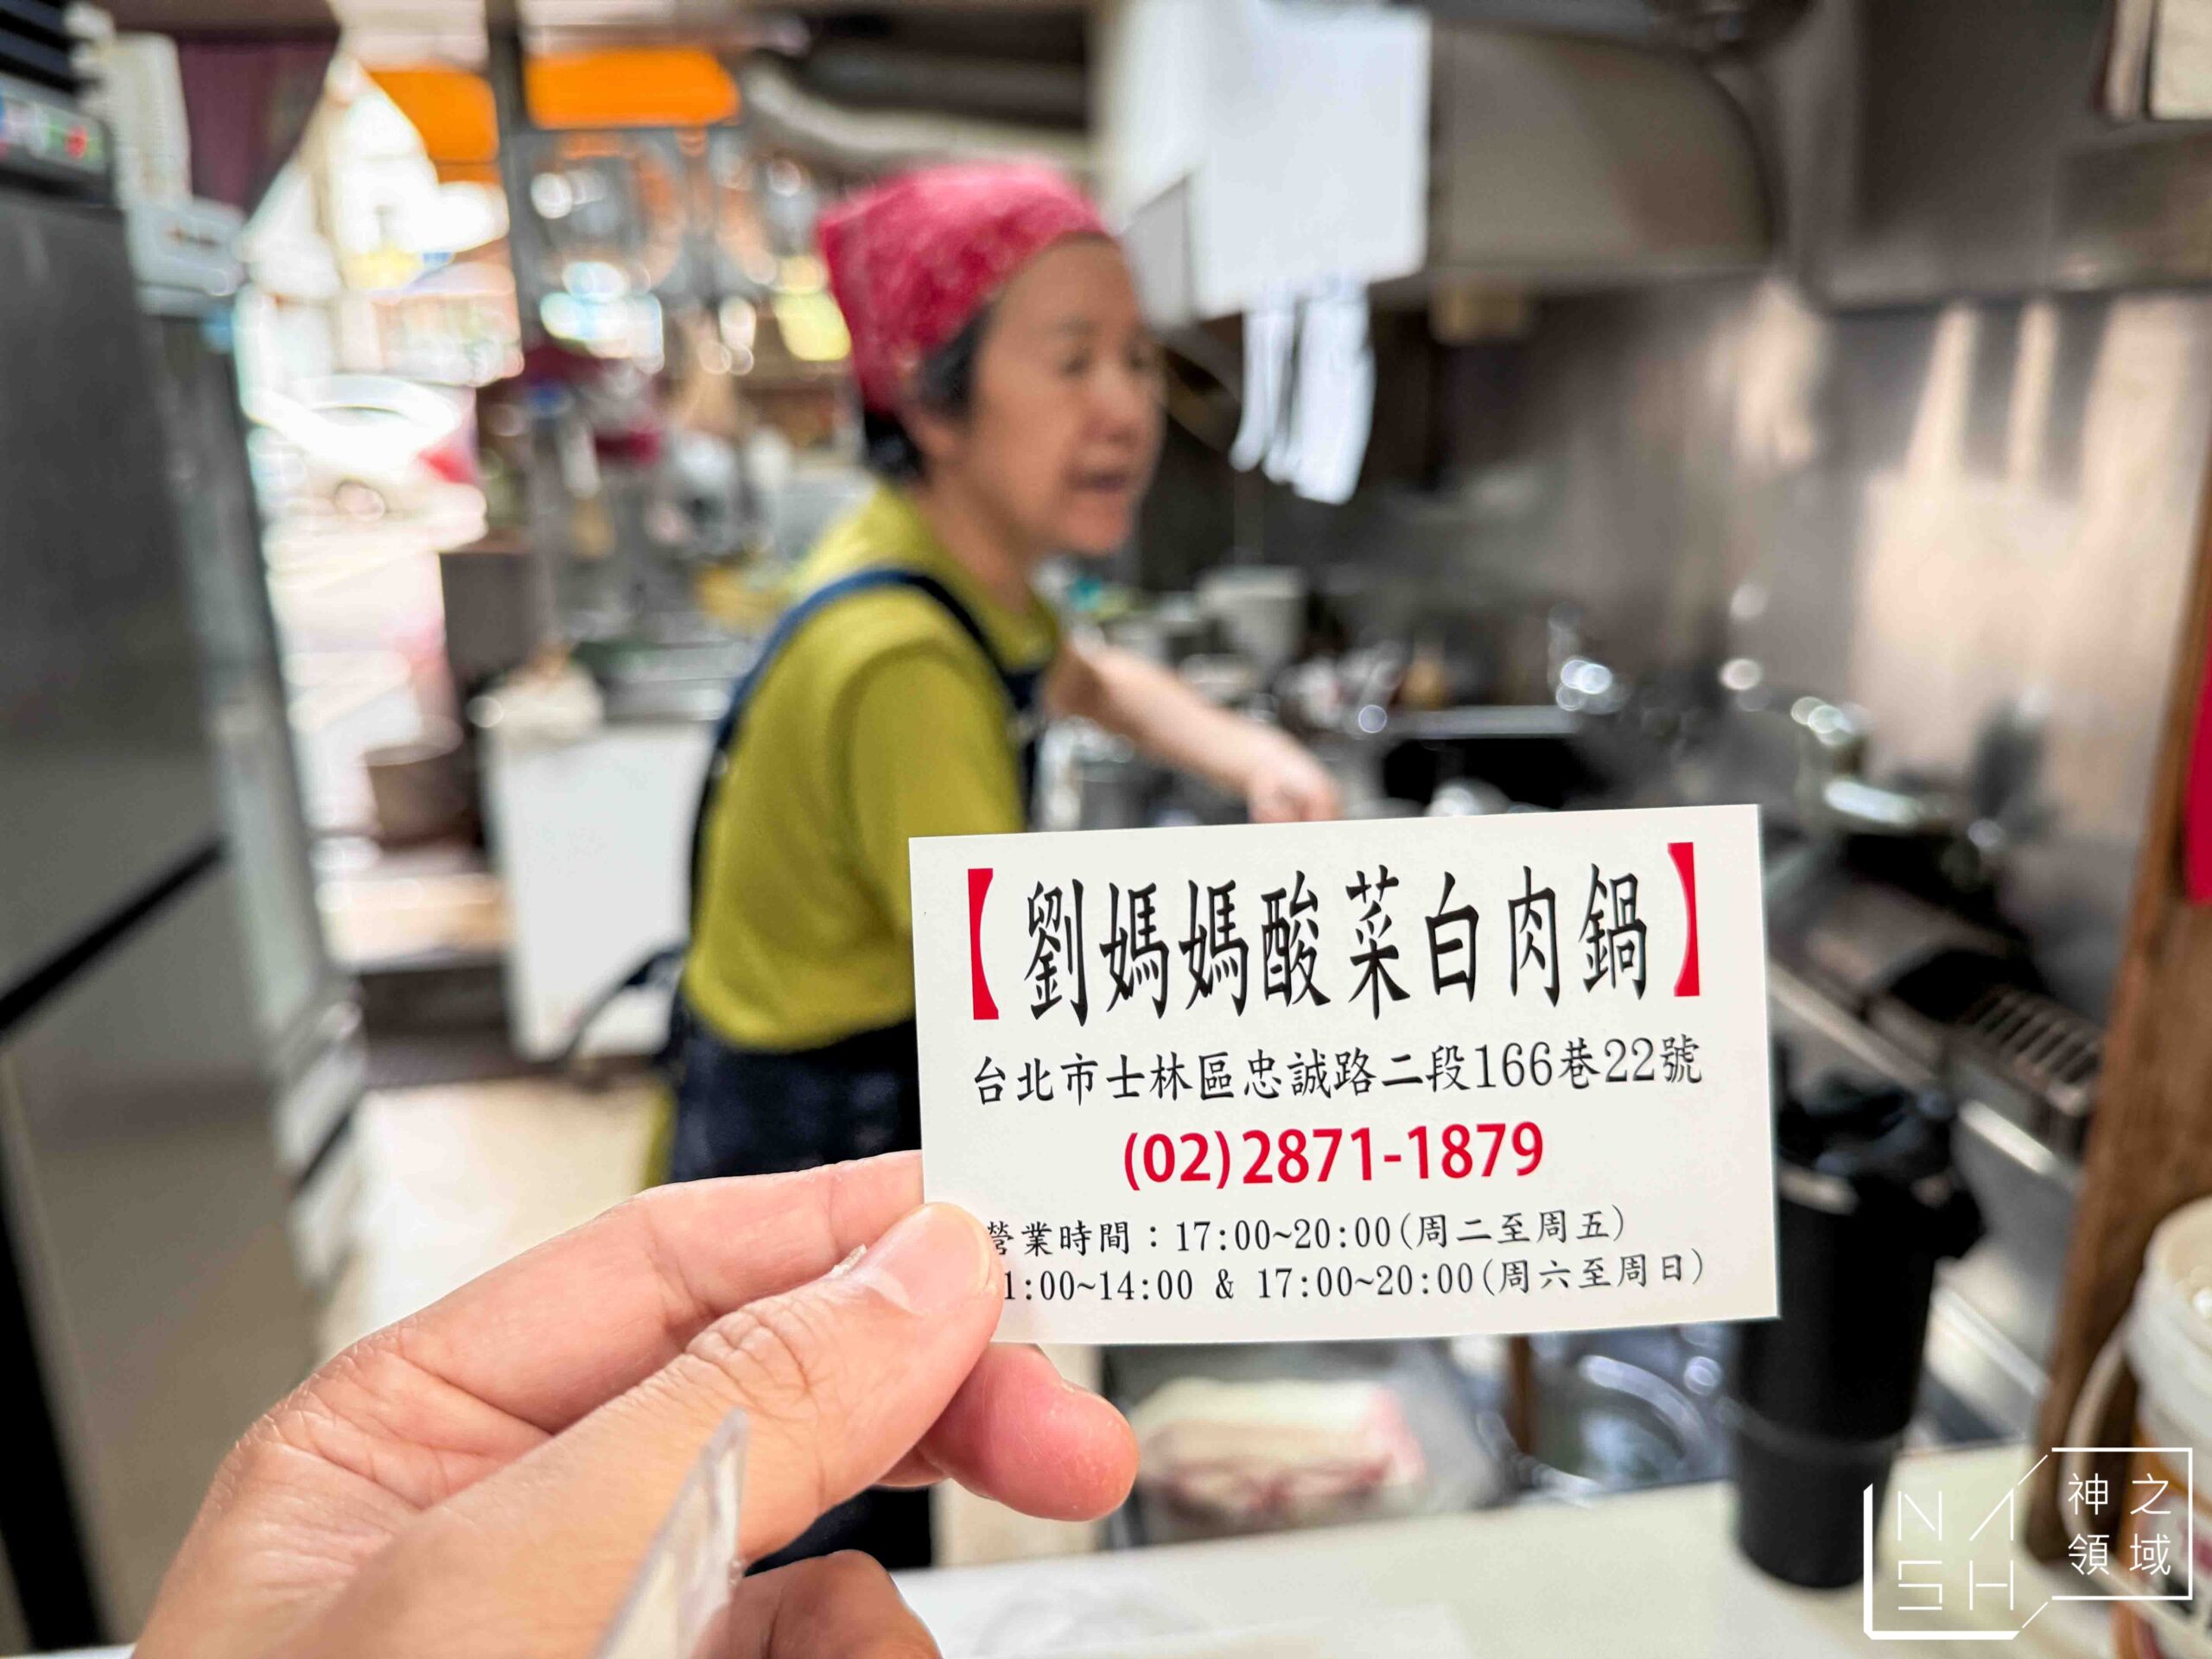 【劉媽媽酸菜白肉鍋】
台北市士林區忠誠路二段166巷22號
(02)2871-1879
營業時間：17:00~20:00(周二至周五)
1:00~14:00 & 17:00~20:00(周六至周日)
NASH
神之
領域